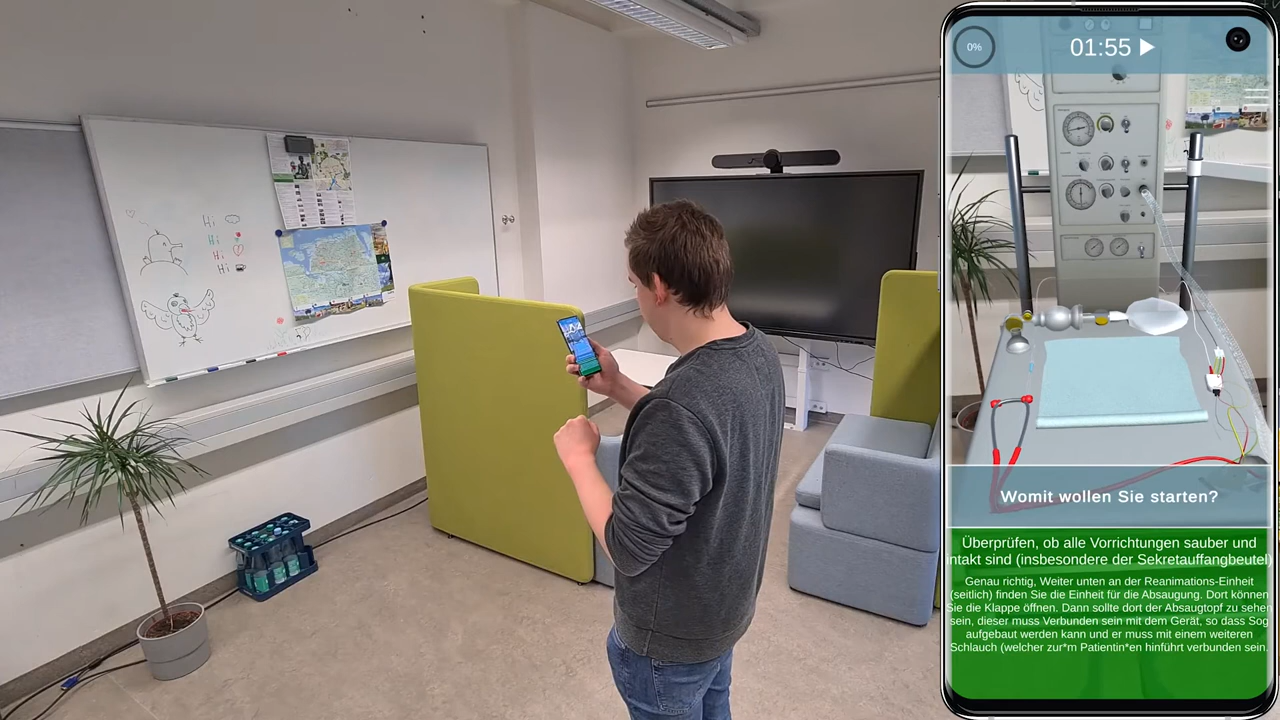 Hi
Hi
Hi
Hi
0%
01:55
Womit wollen Sie starten?
Überprüfen, ob alle Vorrichtungen sauber und
intakt sind (insbesondere der Sekretauffangbeutel)
Genau richtig, Weiter unten an der Reanimations-Einheit
(seitlich) finden Sie die Einheit für die Absaugung. Dort können
Sie die Klappe öffnen. Dann sollte dort der Absaugtopf zu sehen
sein, dieser muss Verbunden sein mit dem Gerät, so dass Sog
aufgebaut werden kann und er muss mit einem weiteren
Schlauch (welcher zur*m Patientin*en hinführt verbunden sein.